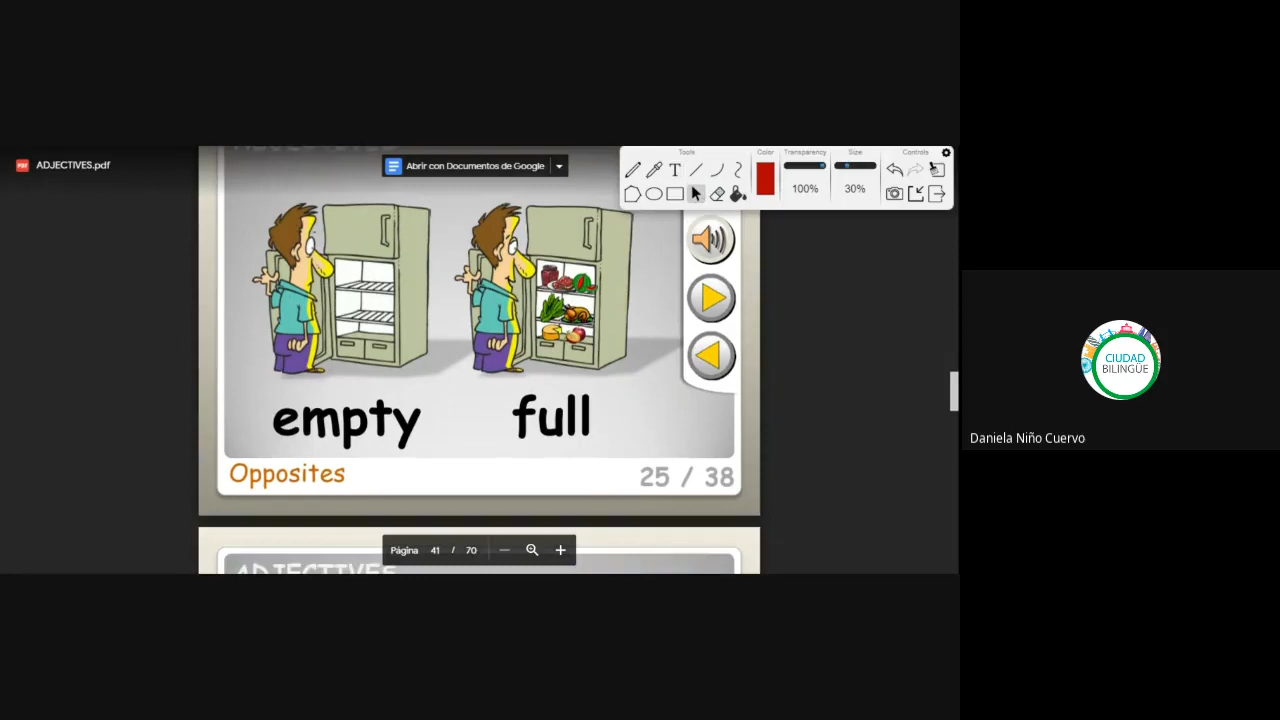 ADJECTIVES.pdf
Abrir con Documentos de Google
Tools
Color
Transparency
Size
Controls
100%
30%
empty full
Opposites
25 / 38
Página 41 / 70
ADJECTIVES
CIUDAD
BILINGÜE
Daniela Niño Cuervo